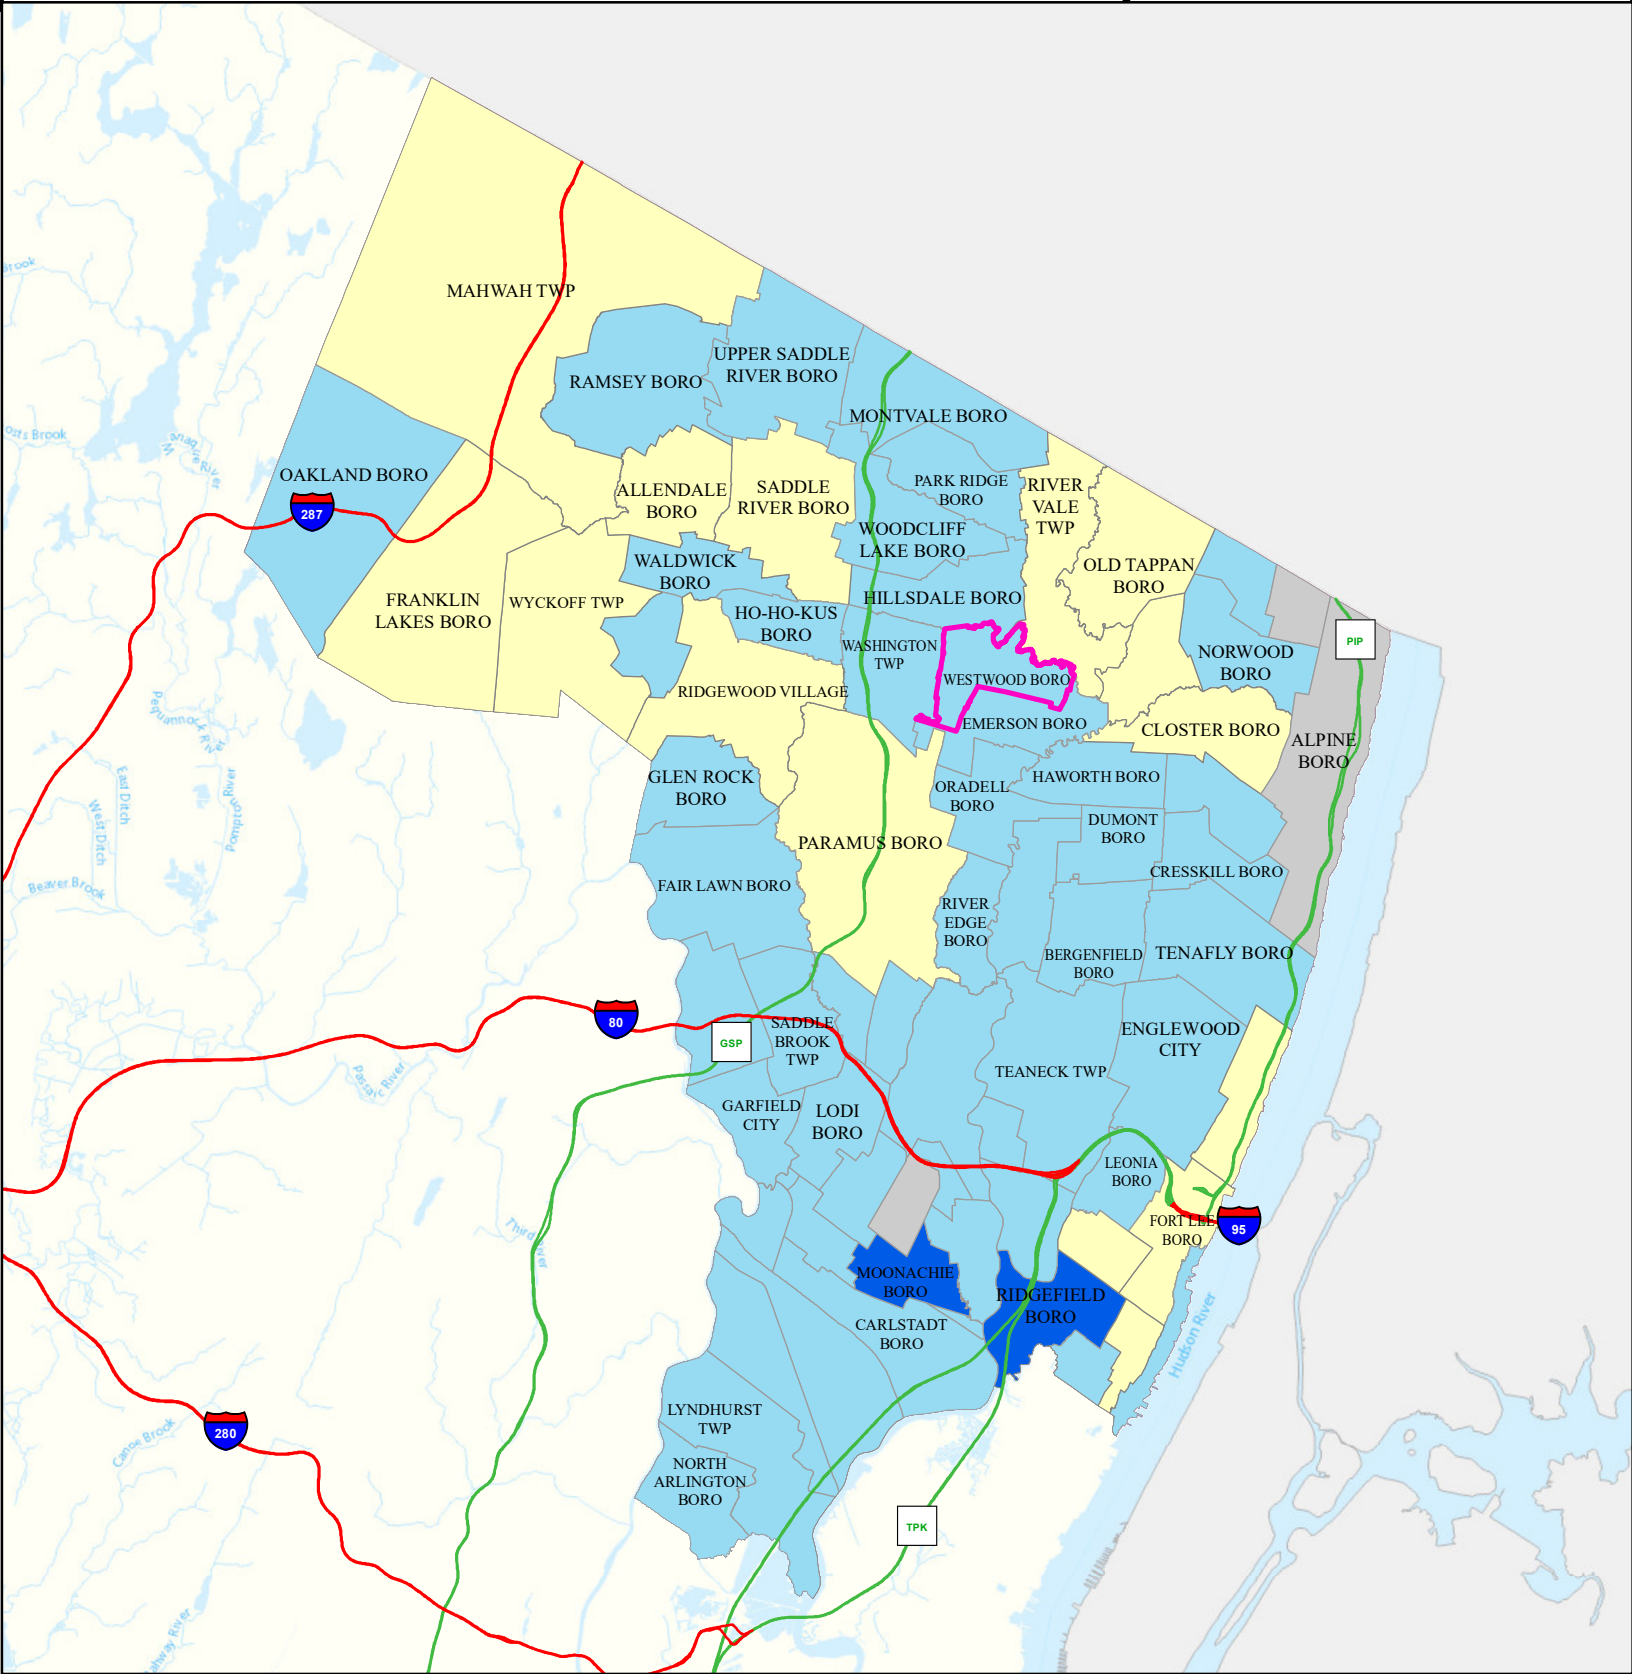 Brook
MAHWAH TWP
UPPER SADDLE
RIVER BORO
RAMSEY BORO
MONTVALE BORO
OAKLAND BORO
287
ALLENDALE
BORO
SADDLE
RIVER BORO
PARK RIDGE
BORO
RIVER
VALE
TWP
WOODCLIFF
LAKE BORO
WALDWICK
BORO
OLD TAPPAN
BORO
FRANKLIN
LAKES BORO
WYCKOFF TWP
HO-HO-KUS
BORO
HILLSDALE BORO
WASHINGTON
TWP
NORWOOD
BORO
PIP
WESTWOOD BORO
RIDGEWOOD VILLAGE
EMERSON BORO
CLOSTER BORO
ALPINE
BORO
Pequannock River
Pompton River
East Ditch
West Ditch
Beaver Brook
GLEN ROCK
BORO
ORADELL
BORO
HAWORTH BORO
DUMONT
BORO
PARAMUS BORO
FAIR LAWN BORO
CRESSKILL BORO
RIVER
EDGE
BORO
BERGENFIELD
BORO
TENAFLY BORO
80
GSP
SADDLE
BROOK
TWP
ENGLEWOOD
CITY
TEANECK TWP
Passaic River
GARFIELD
CITY
LODI
BORO
LEONIA
BORO
FORT LEE
BORO
95
Third River
MOONACHIE
BORO
RIDGEFIELD
BORO
CARLSTADT
BORO
Hudson River
LYNDHURST
TWP
280
Canoe Brook
NORTH
ARLINGTON
BORO
TPK